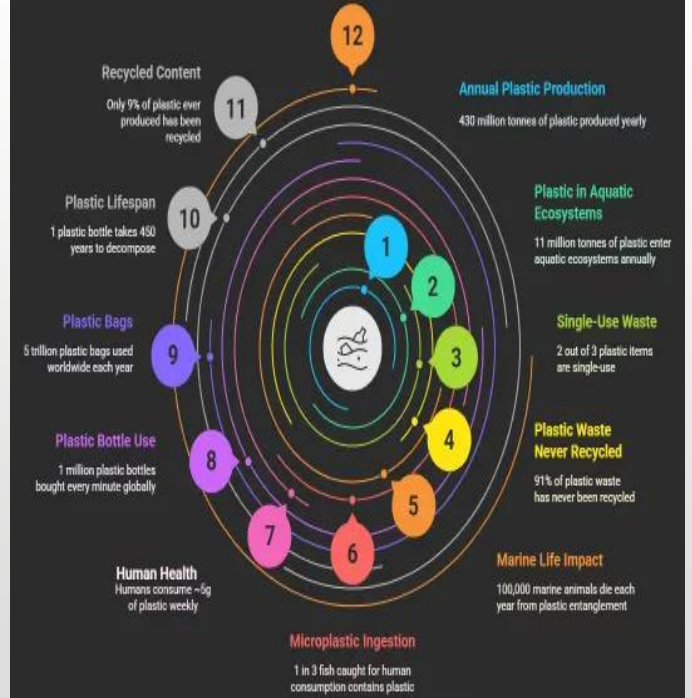 12
Annual Plastic Production
430 million tonnes of plastic produced yearly
1
Plastic in Aquatic
Ecosystems
11 million tonnes of plastic enter
aquatic ecosystems annually
2
Single-Use Waste
2 out of 3 plastic items
are single-use
3
Plastic Waste
Never Recycled
91% of plastic waste
has never been recycled
4
Marine Life Impact
100,000 marine animals die each
year from plastic entanglement
5
Microplastic Ingestion
1 in 3 fish caught for human
consumption contains plastic
6
Human Health
Humans consume ~5g
of plastic weekly
7
Plastic Bottle Use
1 million plastic bottles
bought every minute globally
8
Plastic Bags
5 trillion plastic bags used
worldwide each year
9
Plastic Lifespan
1 plastic bottle takes 450
years to decompose
10
Recycled Content
Only 9% of plastic ever
produced has been
recycled
11